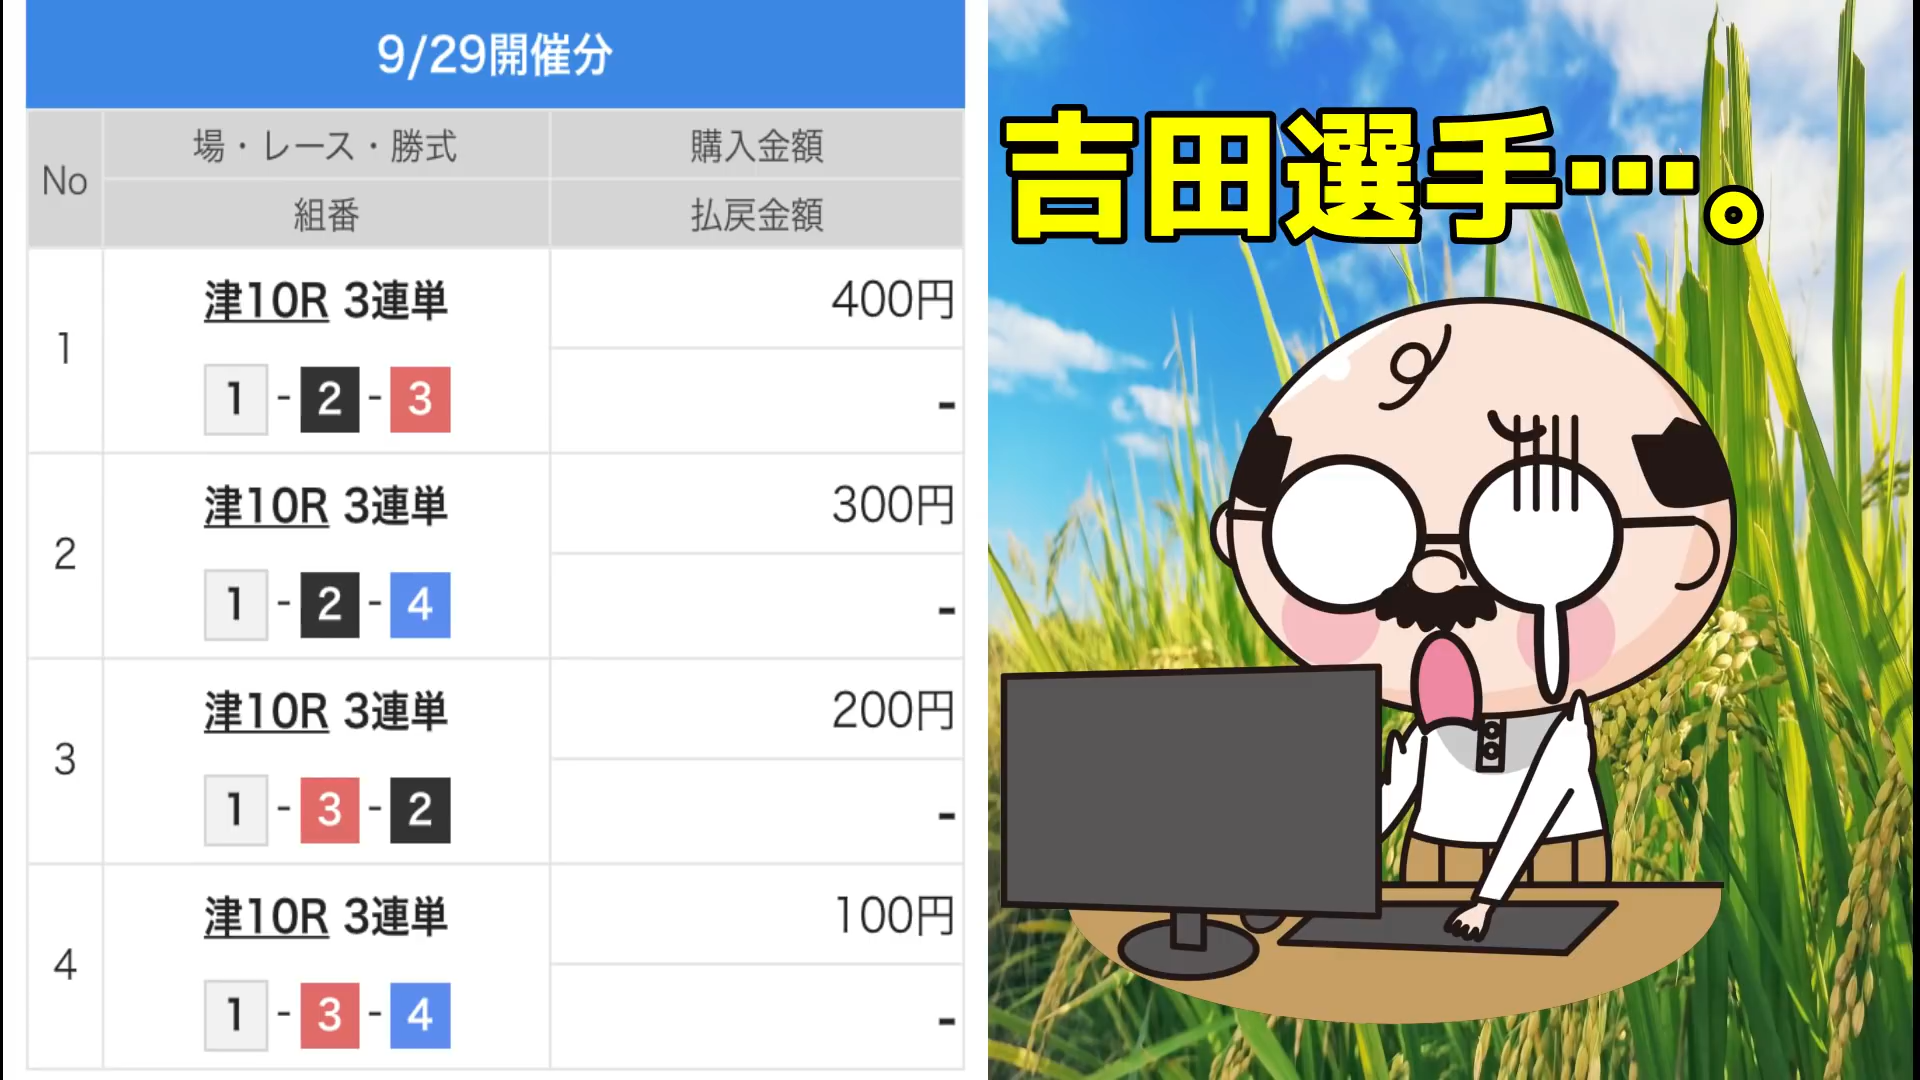 9/29開催分
No
場・レース・勝式
購入金額
組番
払戻金額
1
津10R 3連単
400円
1 - 2 - 3
-
2
津10R 3連単
300円
1 - 2 - 4
-
3
津10R 3連単
200円
1 - 3 - 2
-
4
津10R 3連単
100円
1 - 3 - 4
-
吉田選手…。